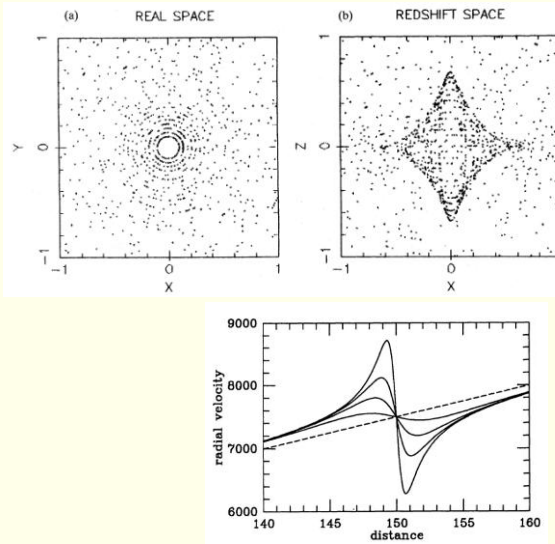 (a) REAL SPACE
1
0
−1
Y
−1 0 1
X
(b) REDSHIFT SPACE
1
0
−1
Z
−1 0
X
9000
8000
7000
6000
radial velocity
140 145 150 155 160
distance